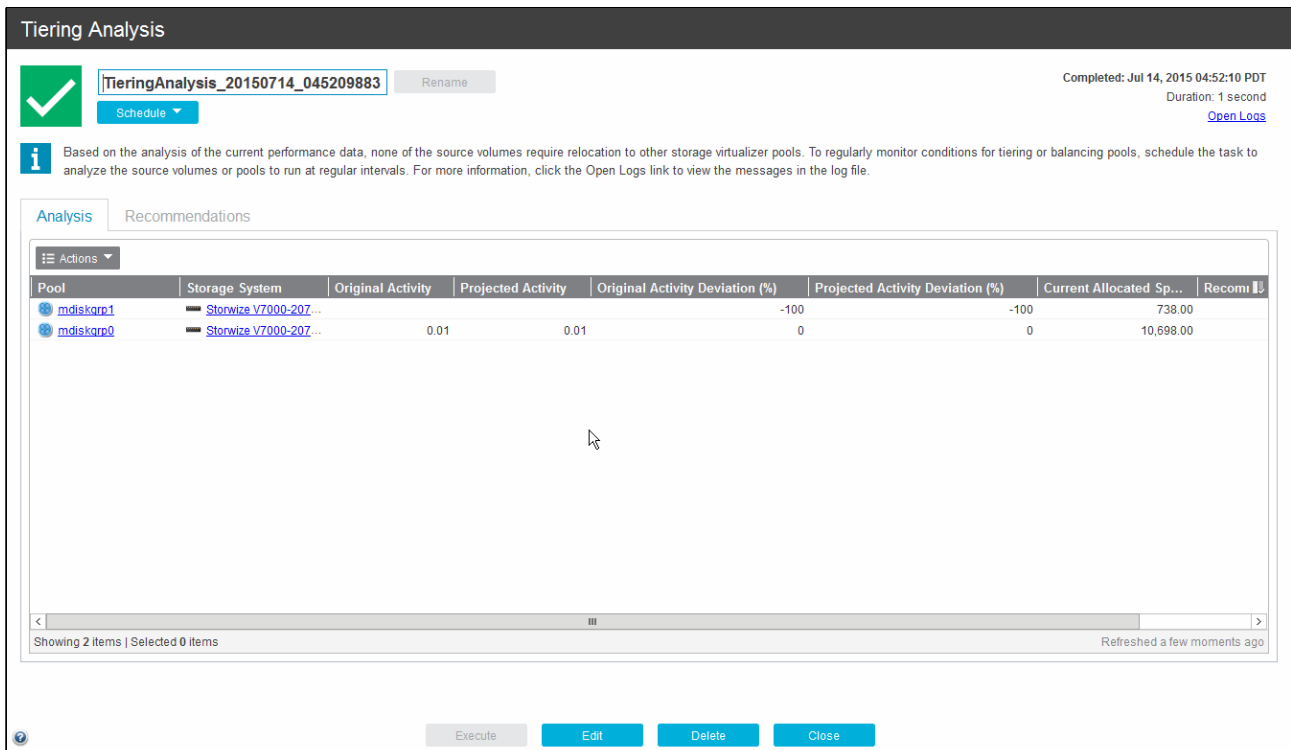 Tiering Analysis
TieringAnalysis_20150714_045209883
Rename
Completed: Jul 14, 2015 04:52:10 PDT
Schedule
Duration: 1 second
Open Logs
Based on the analysis of the current performance data, none of the source volumes require relocation to other storage virtualizer pools. To regularly monitor conditions for tiering or balancing pools, schedule the task to
analyze the source volumes or pools to run at regular intervals. For more information, click the Open Logs link to view the messages in the log file.
Analysis Recommendations
Actions
Pool Storage System Original Activity Projected Activity Original Activity Deviation (%) Projected Activity Deviation (%) Current Allocated Sp... Recomm
mdiskgrp1 Storwize V7000-207... -100 -100 738.00
mdiskgrp0 Storwize V7000-207... 0.01 0.01 0 0 10,698.00
Showing 2 items | Selected 0 items Refreshed a few moments ago
Execute Edit Delete Close